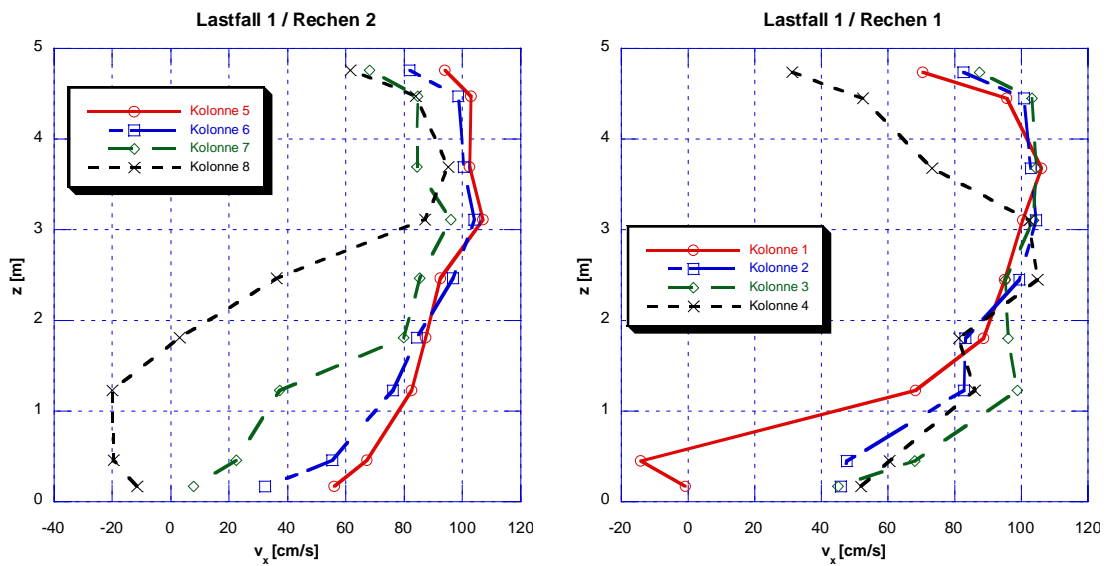 Lastfall 1 / Rechen 2
5
4
3
2
1
0
z [m]
Kolonne 5
Kolonne 6
Kolonne 7
Kolonne 8
-40 -20 0 20 40 60 80 100 120
v_x [cm/s]
Lastfall 1 / Rechen 1
5
4
3
2
1
0
z [m]
Kolonne 1
Kolonne 2
Kolonne 3
Kolonne 4
-20 0 20 40 60 80 100 120
v_x [cm/s]